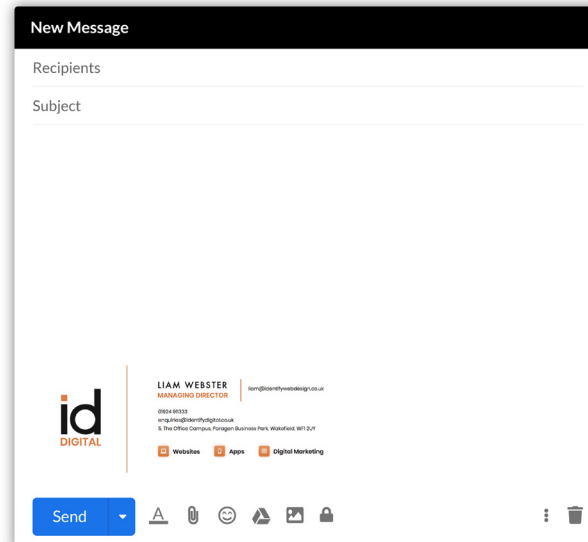 New Message
Recipients
Subject
id
DIGITAL
LIAM WEBSTER
MANAGING DIRECTOR
liam@identifywebdesign.co.uk
01924 911333
enquiries@identifydigital.co.uk
5, The Office Campus, Paragon Business Park, Wakefield, WF1 2UY
Websites Apps Digital Marketing
Send
A